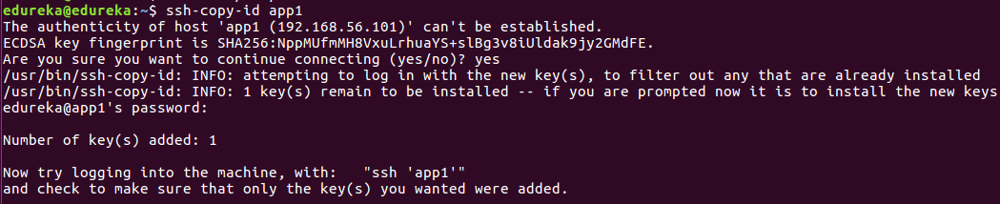 edureka@edureka:~$ ssh-copy-id app1
The authenticity of host 'app1 (192.168.56.101)' can't be established.
ECDSA key fingerprint is SHA256:NppMUfmMH8VxuLrhuaYS+slBg3v8iUldak9jy2GMdFE.
Are you sure you want to continue connecting (yes/no)? yes
/usr/bin/ssh-copy-id: INFO: attempting to log in with the new key(s), to filter out any that are already installed
/usr/bin/ssh-copy-id: INFO: 1 key(s) remain to be installed -- if you are prompted now it is to install the new keys
edureka@app1's password:
Number of key(s) added: 1
Now try logging into the machine, with:   "ssh 'app1'"
and check to make sure that only the key(s) you wanted were added.